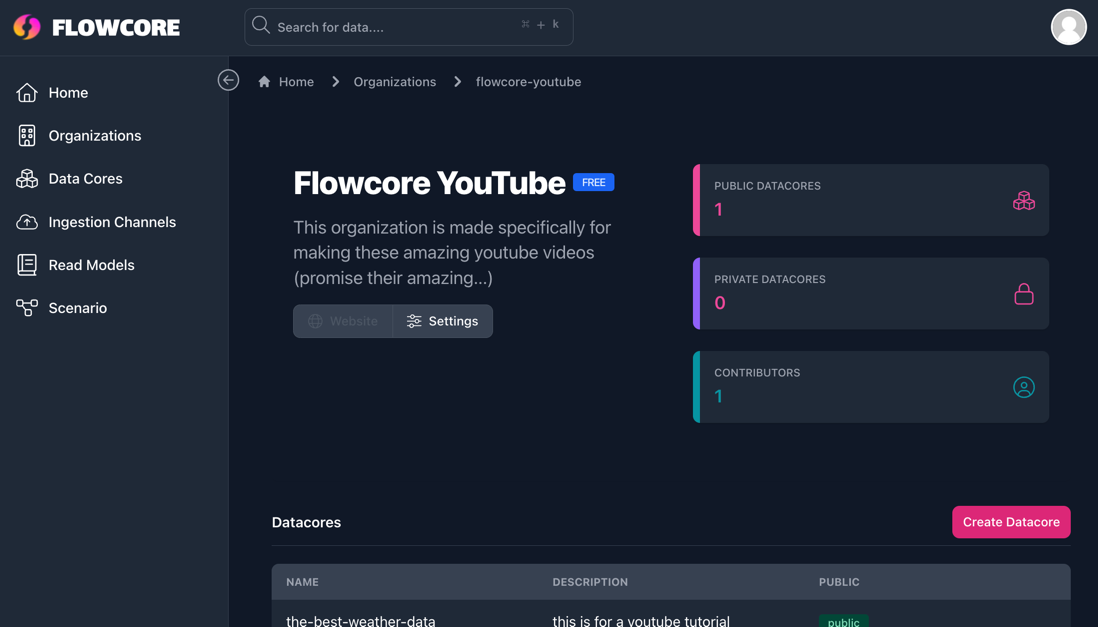 FLOWCORE
Search for data....
⌘ + k
Home
Organizations
Data Cores
Ingestion Channels
Read Models
Scenario
Home > Organizations > flowcore-youtube
Flowcore YouTube FREE
This organization is made specifically for
making these amazing youtube videos
(promise their amazing...)
Website Settings
PUBLIC DATACORES
1
PRIVATE DATACORES
0
CONTRIBUTORS
1
Datacores
Create Datacore
NAME DESCRIPTION PUBLIC
the-best-weather-data this is for a youtube tutorial public